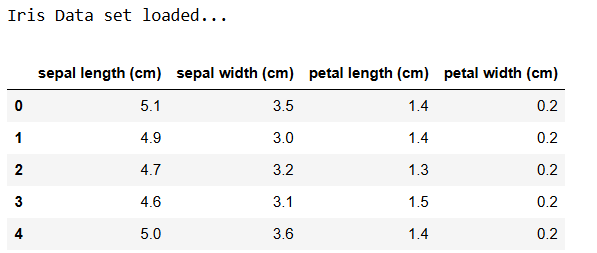 Iris Data set loaded...
sepal length (cm) sepal width (cm) petal length (cm) petal width (cm)
0 5.1 3.5 1.4 0.2
1 4.9 3.0 1.4 0.2
2 4.7 3.2 1.3 0.2
3 4.6 3.1 1.5 0.2
4 5.0 3.6 1.4 0.2